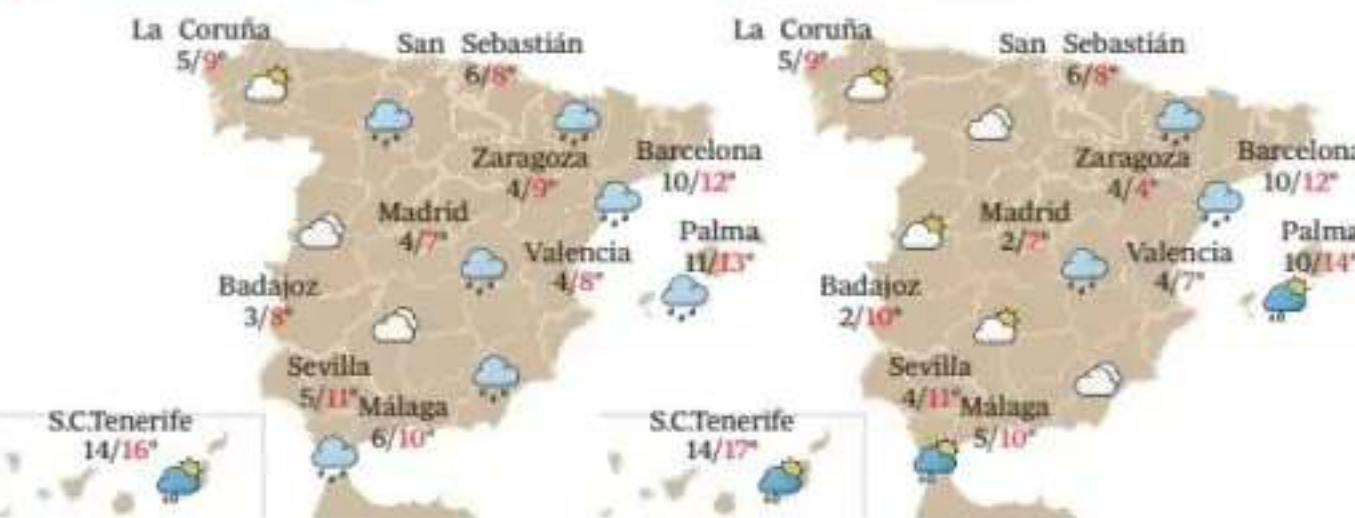 La Coruña
5/9°
San Sebastián
6/8°
Zaragoza
4/9°
Barcelona
10/12°
Madrid
4/7°
Valencia
4/8°
Palma
11/13°
Badajoz
3/8°
Sevilla
5/11°
Málaga
6/10°
S.C.Tenerife
14/16°
La Coruña
5/9°
San Sebastián
6/8°
Zaragoza
4/4°
Barcelona
10/12°
Madrid
2/7°
Valencia
4/7°
Palma
10/14°
Badajoz
2/10°
Sevilla
4/11°
Málaga
5/10°
S.C.Tenerife
14/17°